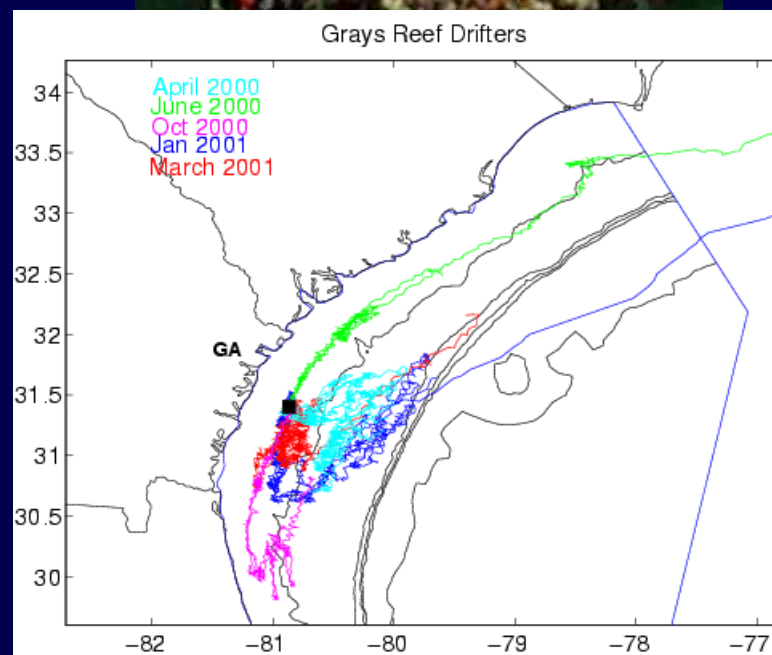 Grays Reef Drifters
April 2000
June 2000
Oct 2000
Jan 2001
March 2001
34
33.5
33
32.5
32
GA
31.5
31
30.5
30
−82
−81
−80
−79
−78
−77